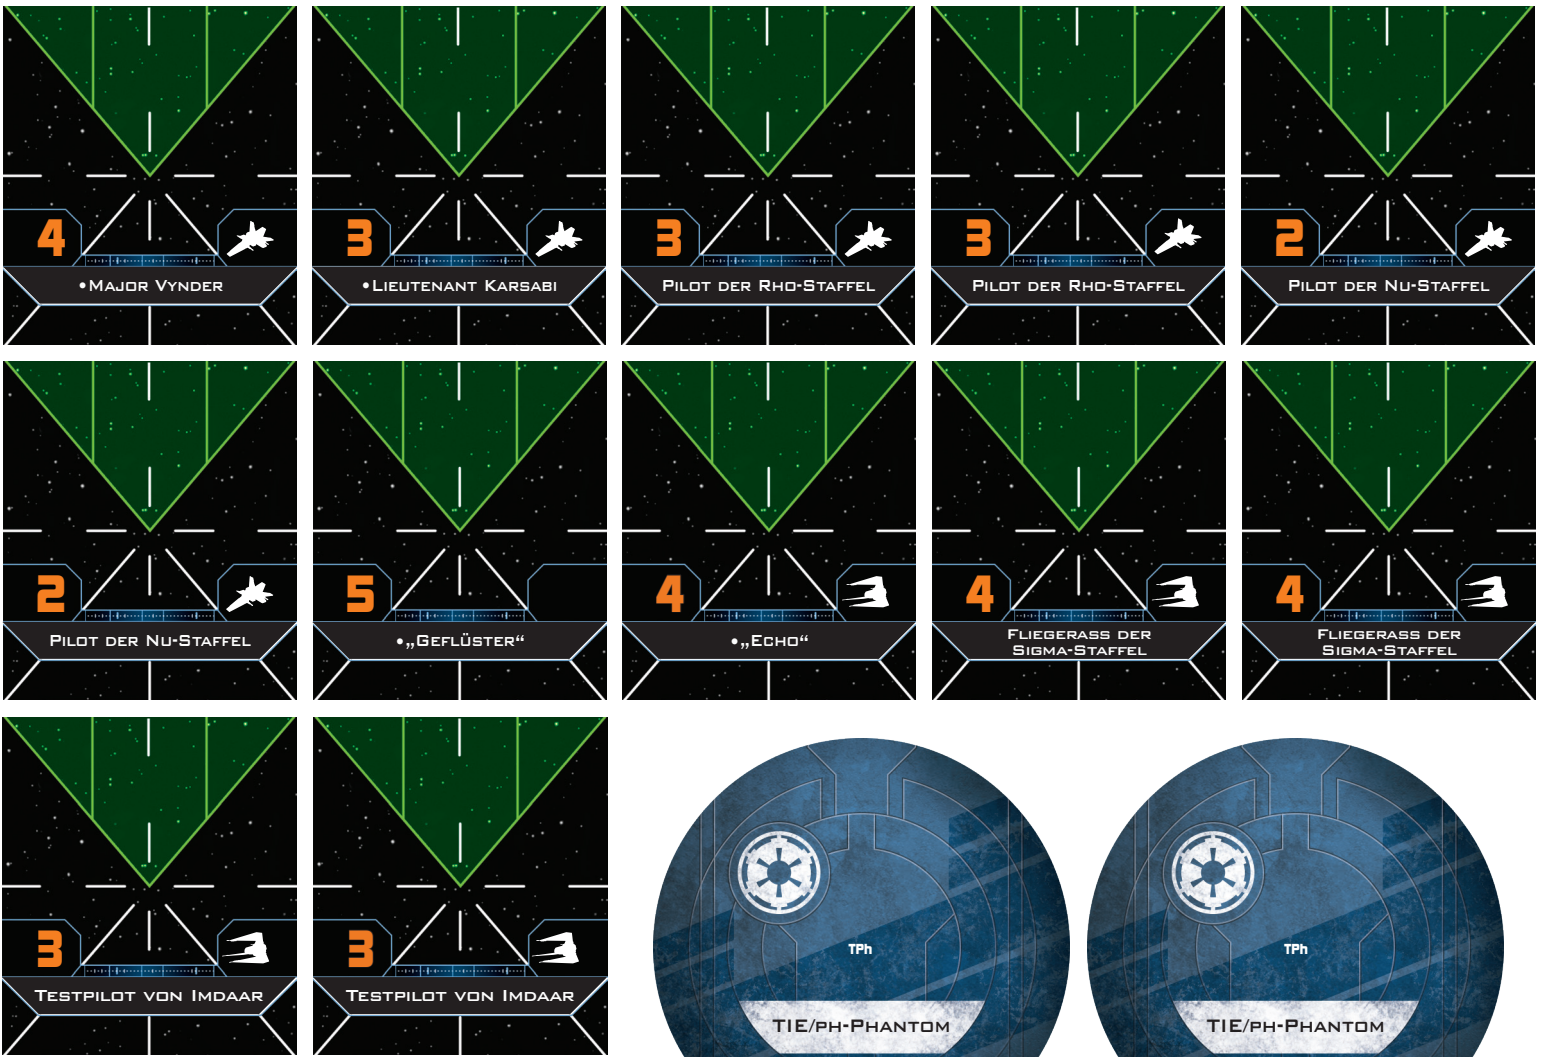 4
•Major Vynder
3
•Lieutenant Karsabi
3
Pilot der Rho-Staffel
3
Pilot der Rho-Staffel
2
Pilot der Nu-Staffel
2
Pilot der Nu-Staffel
5
•„Geflüster“
4
•„Echo“
4
Fliegerass der
Sigma-Staffel
4
Fliegerass der
Sigma-Staffel
3
Testpilot von Imdaar
3
Testpilot von Imdaar
TPh
TIE/ph-Phantom
TPh
TIE/ph-Phantom